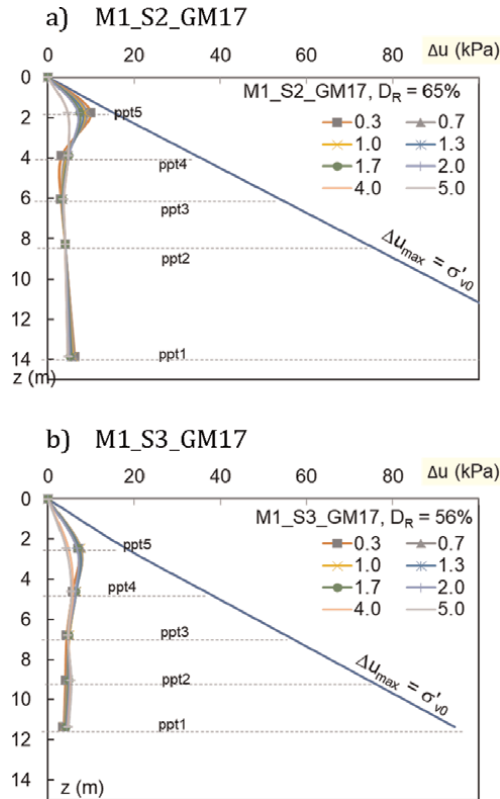 a) M1_S2_GM17
0 20 40 60 80 Δu (kPa)
0
M1_S2_GM17, D_R = 65%
ppt5
2
0.3 0.7
1.0 1.3
ppt4
4
1.7 2.0
4.0 5.0
6
ppt3
8
ppt2
Δu_max = σ'_v0
10
12
14
ppt1
z (m)
b) M1_S3_GM17
0 20 40 60 80 Δu (kPa)
0
M1_S3_GM17, D_R = 56%
2
0.3 0.7
ppt5
1.0 1.3
4
1.7 2.0
ppt4
4.0 5.0
6
ppt3
8
Δu_max = σ'_v0
ppt2
10
ppt1
12
14
z (m)